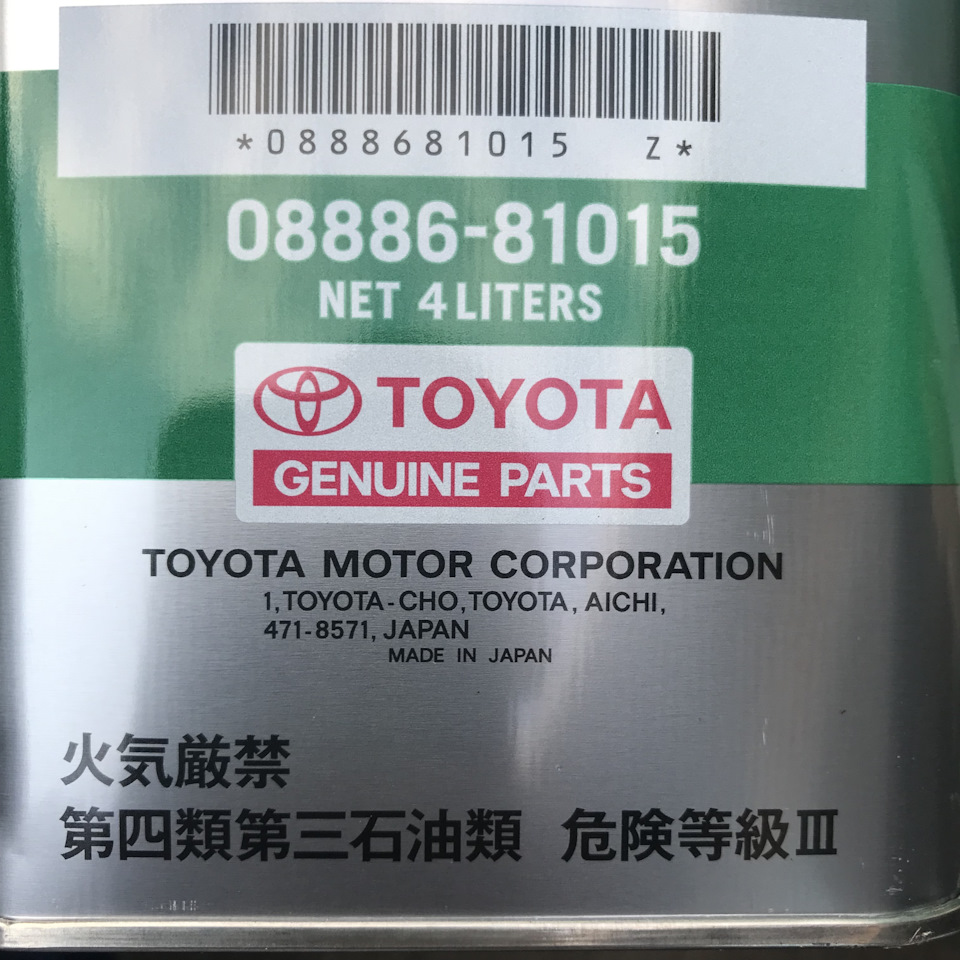 *0888681015 Z*
08886-81015
NET 4 LITERS
TOYOTA
GENUINE PARTS
TOYOTA MOTOR CORPORATION
1,TOYOTA-CHO,TOYOTA, AICHI,
471-8571, JAPAN
MADE IN JAPAN
火気厳禁
第四類第三石油類 危険等級Ⅲ